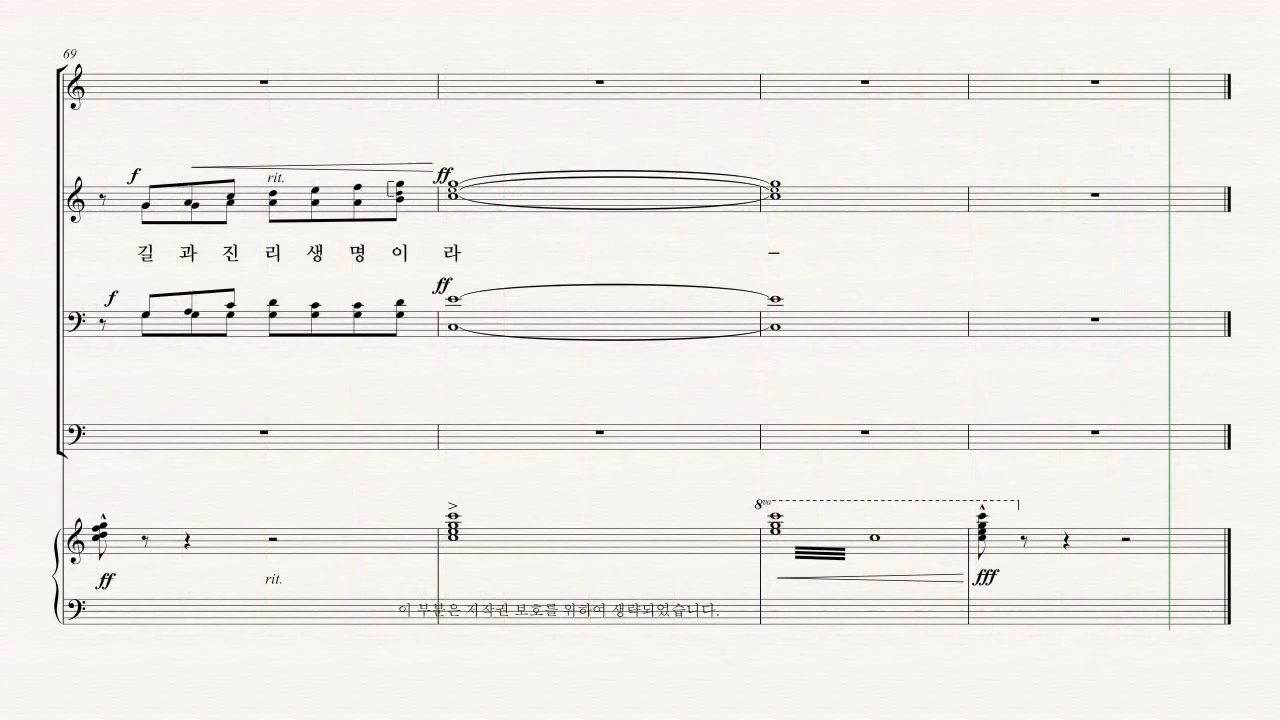 69
f
rit.
ff
길 과 진 리 생 명 이 라 –
f
ff
8va
ff
rit.
fff
이 부분은 저작권 보호를 위하여 생략되었습니다.